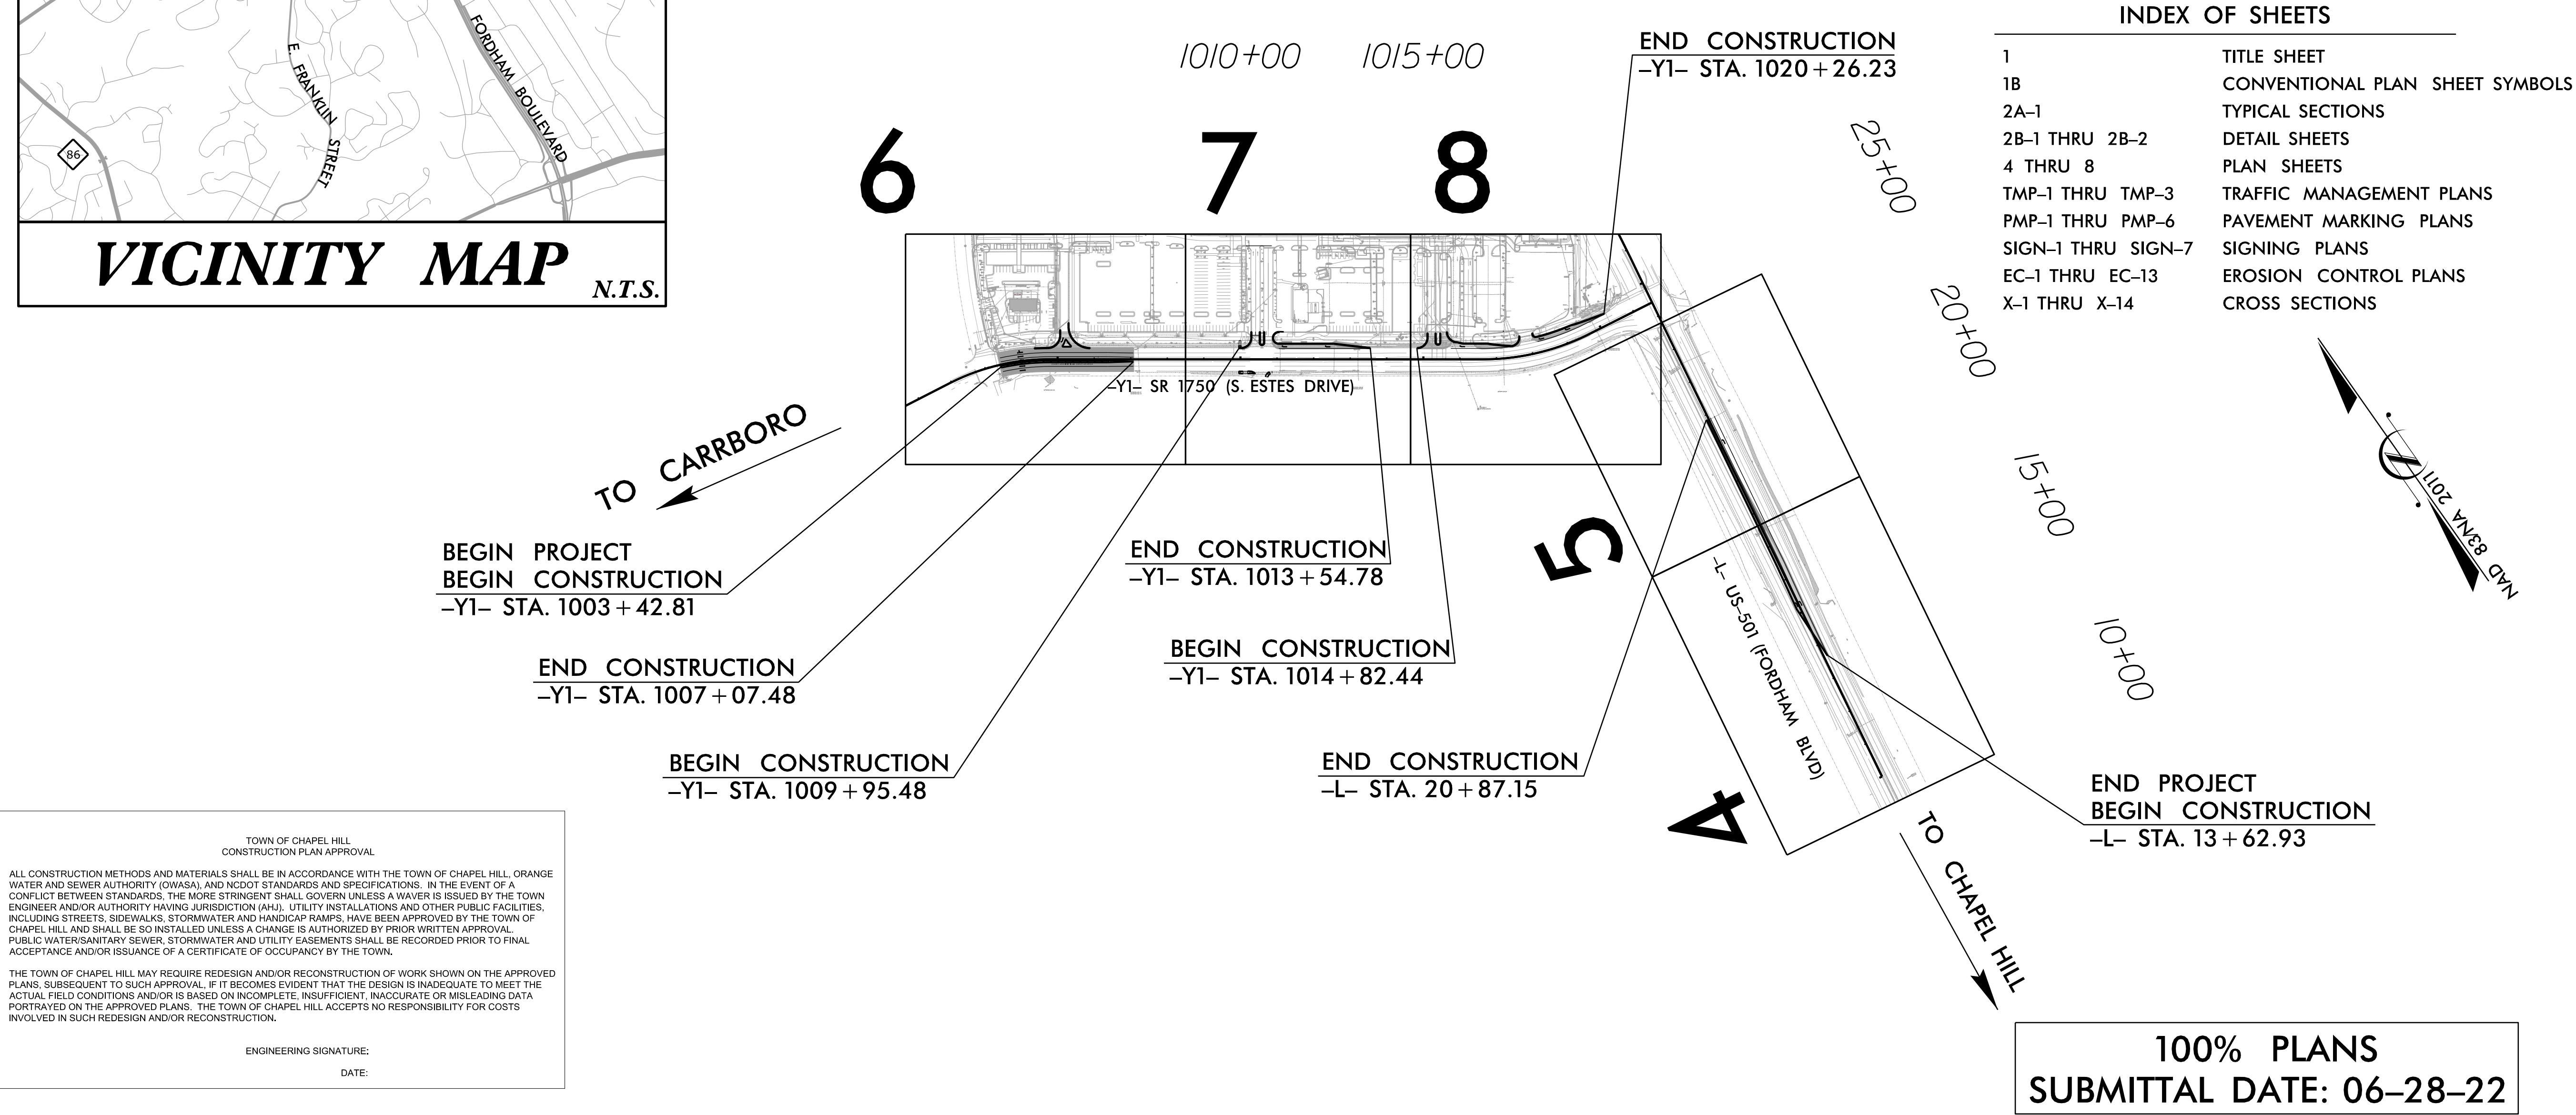 E. FRANKLIN STREET
FORDHAM BOULEVARD
86
VICINITY MAP
N.T.S.
1010+00 1015+00
END CONSTRUCTION
–Y1– STA. 1020+26.23
6 7 8
25+00
20+00
15+00
10+00
INDEX OF SHEETS
1 TITLE SHEET
1B CONVENTIONAL PLAN SHEET SYMBOLS
2A–1 TYPICAL SECTIONS
2B–1 THRU 2B–2 DETAIL SHEETS
4 THRU 8 PLAN SHEETS
TMP–1 THRU TMP–3 TRAFFIC MANAGEMENT PLANS
PMP–1 THRU PMP–6 PAVEMENT MARKING PLANS
SIGN–1 THRU SIGN–7 SIGNING PLANS
EC–1 THRU EC–13 EROSION CONTROL PLANS
X–1 THRU X–14 CROSS SECTIONS
NAD 83/NA 2011
–Y1– SR 1750 (S. ESTES DRIVE)
TO CARRBORO
BEGIN PROJECT
BEGIN CONSTRUCTION
–Y1– STA. 1003+42.81
END CONSTRUCTION
–Y1– STA. 1007+07.48
BEGIN CONSTRUCTION
–Y1– STA. 1009+95.48
END CONSTRUCTION
–Y1– STA. 1013+54.78
BEGIN CONSTRUCTION
–Y1– STA. 1014+82.44
END CONSTRUCTION
–L– STA. 20+87.15
5
4
–L– US–501 (FORDHAM BLVD)
END PROJECT
BEGIN CONSTRUCTION
–L– STA. 13+62.93
TO CHAPEL HILL
TOWN OF CHAPEL HILL
CONSTRUCTION PLAN APPROVAL
ALL CONSTRUCTION METHODS AND MATERIALS SHALL BE IN ACCORDANCE WITH THE TOWN OF CHAPEL HILL, ORANGE
WATER AND SEWER AUTHORITY (OWASA), AND NCDOT STANDARDS AND SPECIFICATIONS. IN THE EVENT OF A
CONFLICT BETWEEN STANDARDS, THE MORE STRINGENT SHALL GOVERN UNLESS A WAVER IS ISSUED BY THE TOWN
ENGINEER AND/OR AUTHORITY HAVING JURISDICTION (AHJ). UTILITY INSTALLATIONS AND OTHER PUBLIC FACILITIES,
INCLUDING STREETS, SIDEWALKS, STORMWATER AND HANDICAP RAMPS, HAVE BEEN APPROVED BY THE TOWN OF
CHAPEL HILL AND SHALL BE SO INSTALLED UNLESS A CHANGE IS AUTHORIZED BY PRIOR WRITTEN APPROVAL.
PUBLIC WATER/SANITARY SEWER, STORMWATER AND UTILITY EASEMENTS SHALL BE RECORDED PRIOR TO FINAL
ACCEPTANCE AND/OR ISSUANCE OF A CERTIFICATE OF OCCUPANCY BY THE TOWN.
THE TOWN OF CHAPEL HILL MAY REQUIRE REDESIGN AND/OR RECONSTRUCTION OF WORK SHOWN ON THE APPROVED
PLANS, SUBSEQUENT TO SUCH APPROVAL, IF IT BECOMES EVIDENT THAT THE DESIGN IS INADEQUATE TO MEET THE
ACTUAL FIELD CONDITIONS AND/OR IS BASED ON INCOMPLETE, INSUFFICIENT, INACCURATE OR MISLEADING DATA
PORTRAYED ON THE APPROVED PLANS. THE TOWN OF CHAPEL HILL ACCEPTS NO RESPONSIBILITY FOR COSTS
INVOLVED IN SUCH REDESIGN AND/OR RECONSTRUCTION.
ENGINEERING SIGNATURE:
DATE:
100% PLANS
SUBMITTAL DATE: 06–28–22